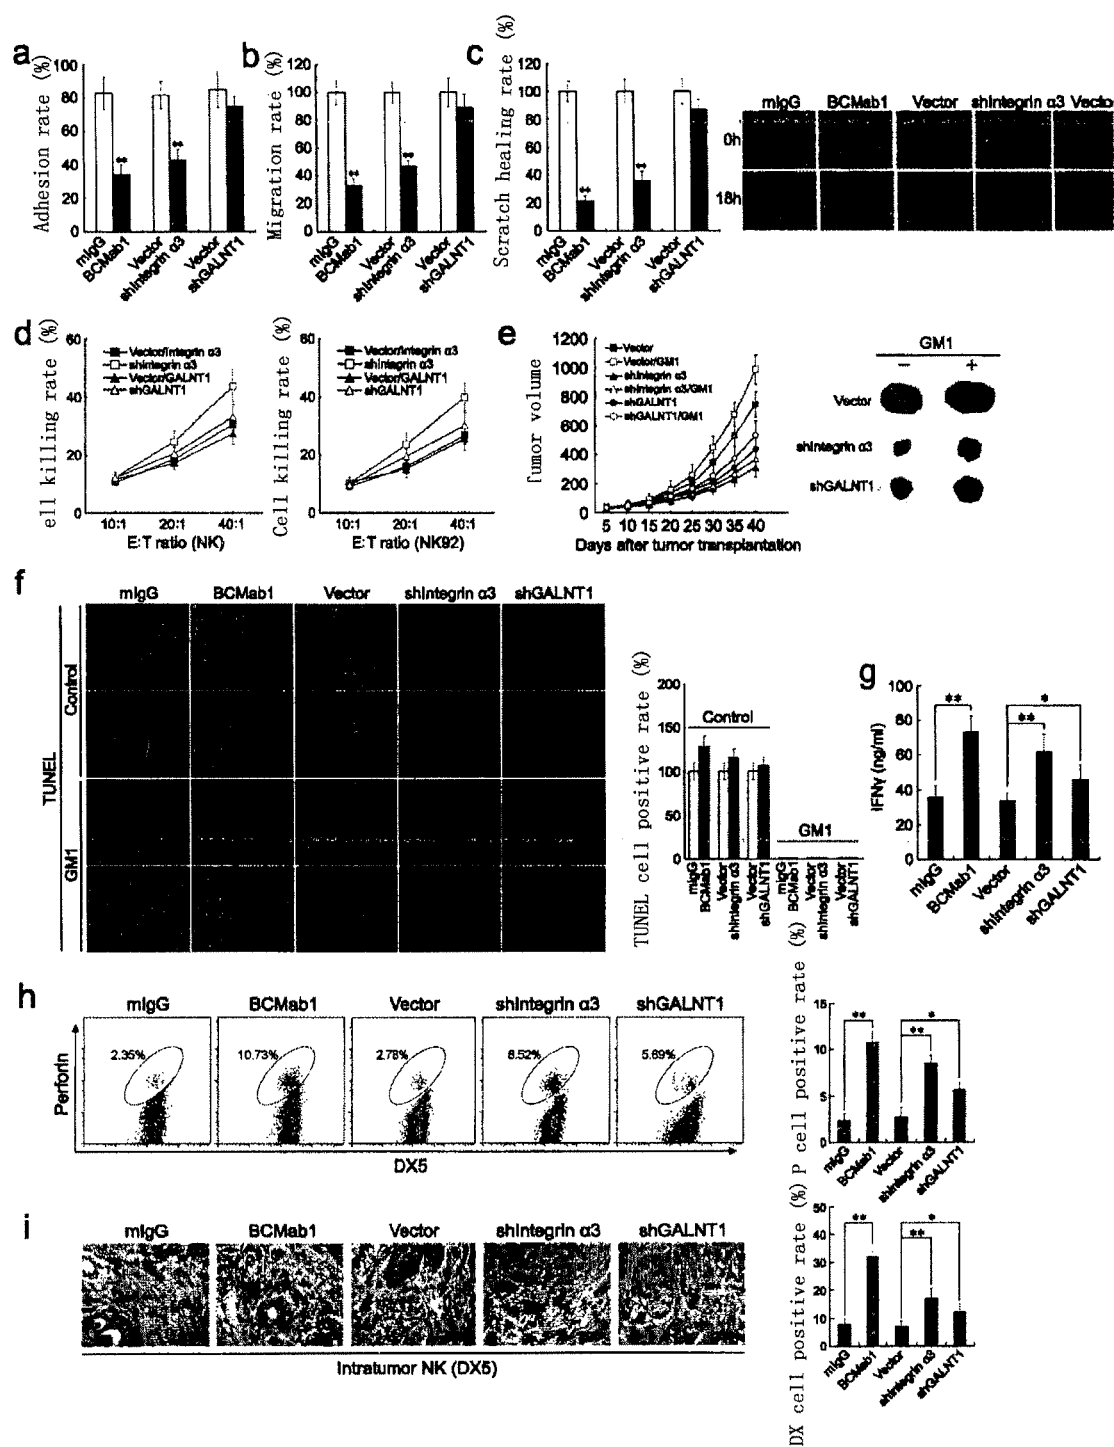 a
Adhesion rate (%)
100
80
60
40
20
0
**
**
mIgG
BCMab1
Vector
shIntegrin α3
Vector
shGALNT1
b
Migration rate (%)
120
100
80
60
40
20
0
**
**
mIgG
BCMab1
Vector
shIntegrin α3
Vector
shGALNT1
c
Scratch healing rate (%)
120
100
80
60
40
20
0
**
**
mIgG
BCMab1
Vector
shIntegrin α3
Vector
shGALNT1
mIgG BCMab1 Vector shIntegrin α3 Vecto
0h
18h
d
ell killing rate (%)
60
40
20
0
Vector/Integrin α3
shIntegrin α3
Vector/GALNT1
shGALNT1
10:1 20:1 40:1
E:T ratio (NK)
Cell killing rate (%)
60
40
20
0
Vector/Integrin α3
shIntegrin α3
Vector/GALNT1
shGALNT1
10:1 20:1 40:1
E:T ratio (NK92)
e
Tumor volume
1200
1000
800
600
400
200
0
Vector
Vector/GM1
shIntegrin α3
shIntegrin α3/GM1
shGALNT1
shGALNT1/GM1
5 10 15 20 25 30 35 40
Days after tumor transplantation
GM1
− +
Vector
shIntegrin α3
shGALNT1
f
mIgG BCMab1 Vector shIntegrin α3 shGALNT1
TUNEL
Control
GM1
TUNEL cell positive rate (%)
200
150
100
50
0
Control
GM1
mIgG
BCMab1
Vector
shIntegrin α3
Vector
shGALNT1
mIgG
BCMab1
Vector
shIntegrin α3
Vector
shGALNT1
g
IFNγ (ng/ml)
100
80
60
40
20
0
**
**
*
mIgG
BCMab1
Vector
shIntegrin α3
shGALNT1
h
mIgG BCMab1 Vector shIntegrin α3 shGALNT1
Perforin
2.35% 10.73% 2.78% 8.52% 5.69%
DX5
P cell positive rate (%)
15
10
5
0
**
**
*
mIgG
BCMab1
Vector
shIntegrin α3
shGALNT1
i
mIgG BCMab1 Vector shIntegrin α3 shGALNT1
Intratumor NK (DX5)
DX cell positive rate (%)
50
40
30
20
10
0
**
**
*
mIgG
BCMab1
Vector
shIntegrin α3
shGALNT1